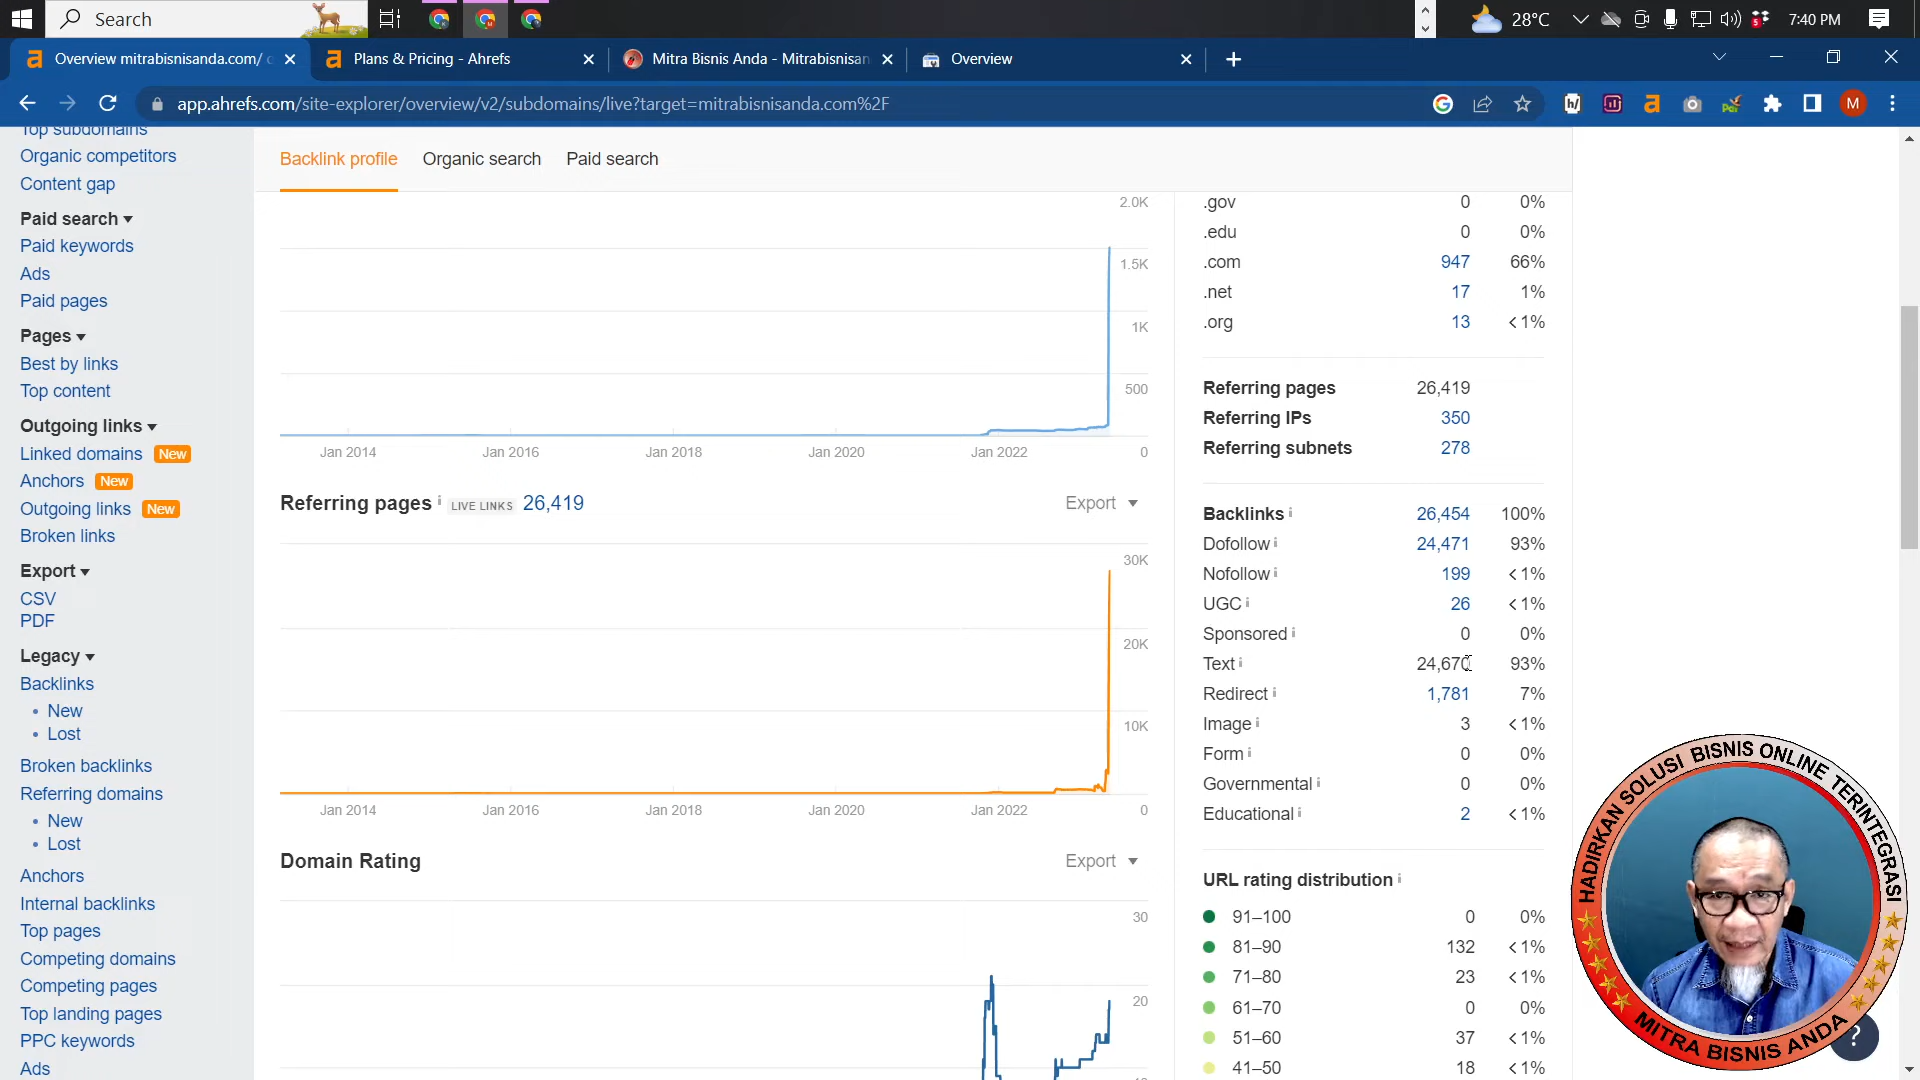 Search
28°C
7:40 PM
Overview mitrabisnisanda.com/
Plans & Pricing - Ahrefs
Mitra Bisnis Anda - Mitrabisnisan
Overview
app.ahrefs.com/site-explorer/overview/v2/subdomains/live?target=mitrabisnisanda.com%2F
M
Top subdomains
Organic competitors
Content gap
Paid search
Paid keywords
Ads
Paid pages
Pages
Best by links
Top content
Outgoing links
Linked domains New
Anchors New
Outgoing links New
Broken links
Export
CSV
PDF
Legacy
Backlinks
• New
• Lost
Broken backlinks
Referring domains
• New
• Lost
Anchors
Internal backlinks
Top pages
Competing domains
Competing pages
Top landing pages
PPC keywords
Ads
Backlink profile Organic search Paid search
2.0K
1.5K
1K
500
Jan 2014 Jan 2016 Jan 2018 Jan 2020 Jan 2022 0
Referring pages LIVE LINKS 26,419 Export
30K
20K
10K
Jan 2014 Jan 2016 Jan 2018 Jan 2020 Jan 2022 0
Domain Rating Export
30
20
.gov 0 0%
.edu 0 0%
.com 947 66%
.net 17 1%
.org 13 <1%
Referring pages 26,419
Referring IPs 350
Referring subnets 278
Backlinks 26,454 100%
Dofollow 24,471 93%
Nofollow 199 <1%
UGC 26 <1%
Sponsored 0 0%
Text 24,670 93%
Redirect 1,781 7%
Image 3 <1%
Form 0 0%
Governmental 0 0%
Educational 2 <1%
URL rating distribution
91–100 0 0%
81–90 132 <1%
71–80 23 <1%
61–70 0 0%
51–60 37 <1%
41–50 18 <1%
HADIRKAN SOLUSI BISNIS ONLINE TERINTEGRASI
MITRA BISNIS ANDA
?